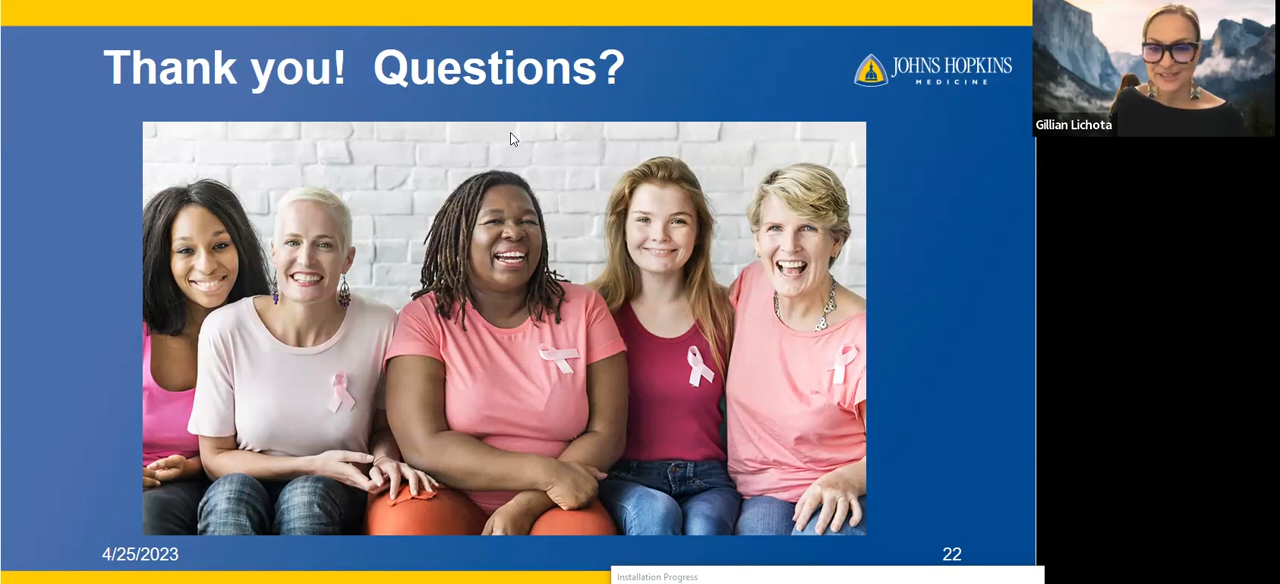 Thank you!  Questions?
JOHNS HOPKINS
MEDICINE
Gillian Lichota
4/25/2023
22
Installation Progress